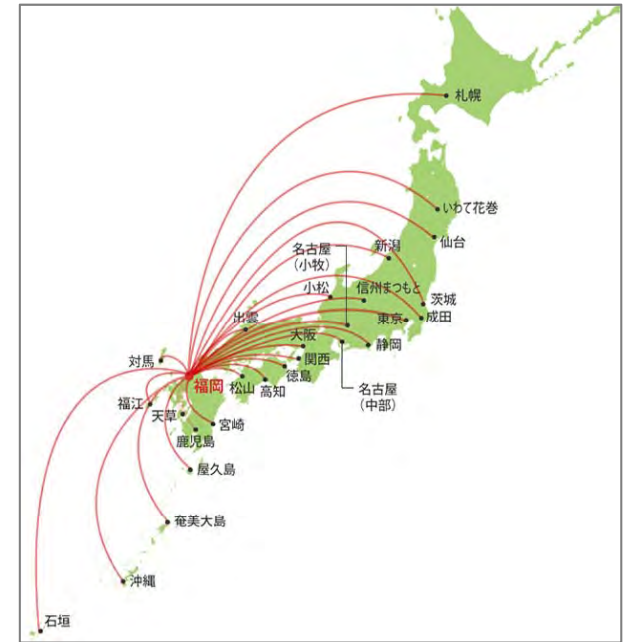 札幌
いわて花巻
仙台
新潟
名古屋
（小牧）
信州まつもと
小松
茨城
成田
東京
出雲
大阪
静岡
関西
対馬
徳島
福岡
松山
高知
名古屋
（中部）
福江
天草
宮崎
鹿児島
屋久島
奄美大島
沖縄
石垣